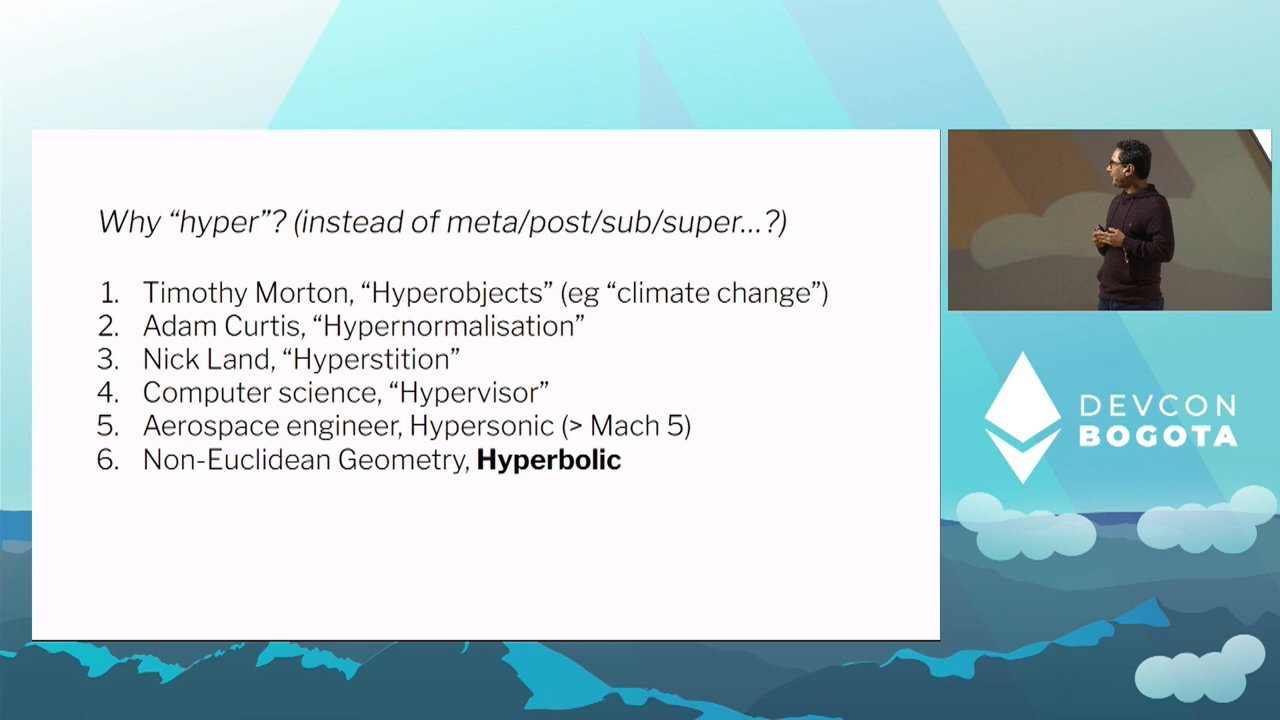 Why “hyper”? (instead of meta/post/sub/super...?)
1. Timothy Morton, “Hyperobjects” (eg “climate change”)
2. Adam Curtis, “Hypernormalisation”
3. Nick Land, “Hyperstition”
4. Computer science, “Hypervisor”
5. Aerospace engineer, Hypersonic (> Mach 5)
6. Non-Euclidean Geometry, Hyperbolic
DEVCON
BOGOTA